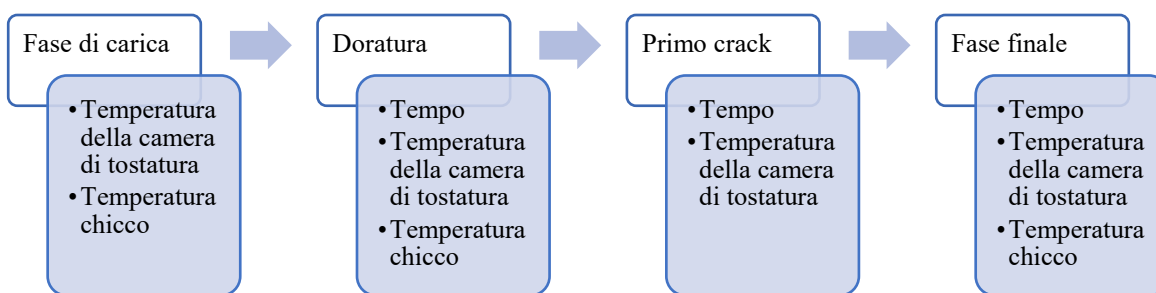 Fase di carica
• Temperatura
della camera
di tostatura
• Temperatura
chicco
Doratura
• Tempo
• Temperatura
della camera
di tostatura
• Temperatura
chicco
Primo crack
• Tempo
• Temperatura
della camera
di tostatura
Fase finale
• Tempo
• Temperatura
della camera
di tostatura
• Temperatura
chicco